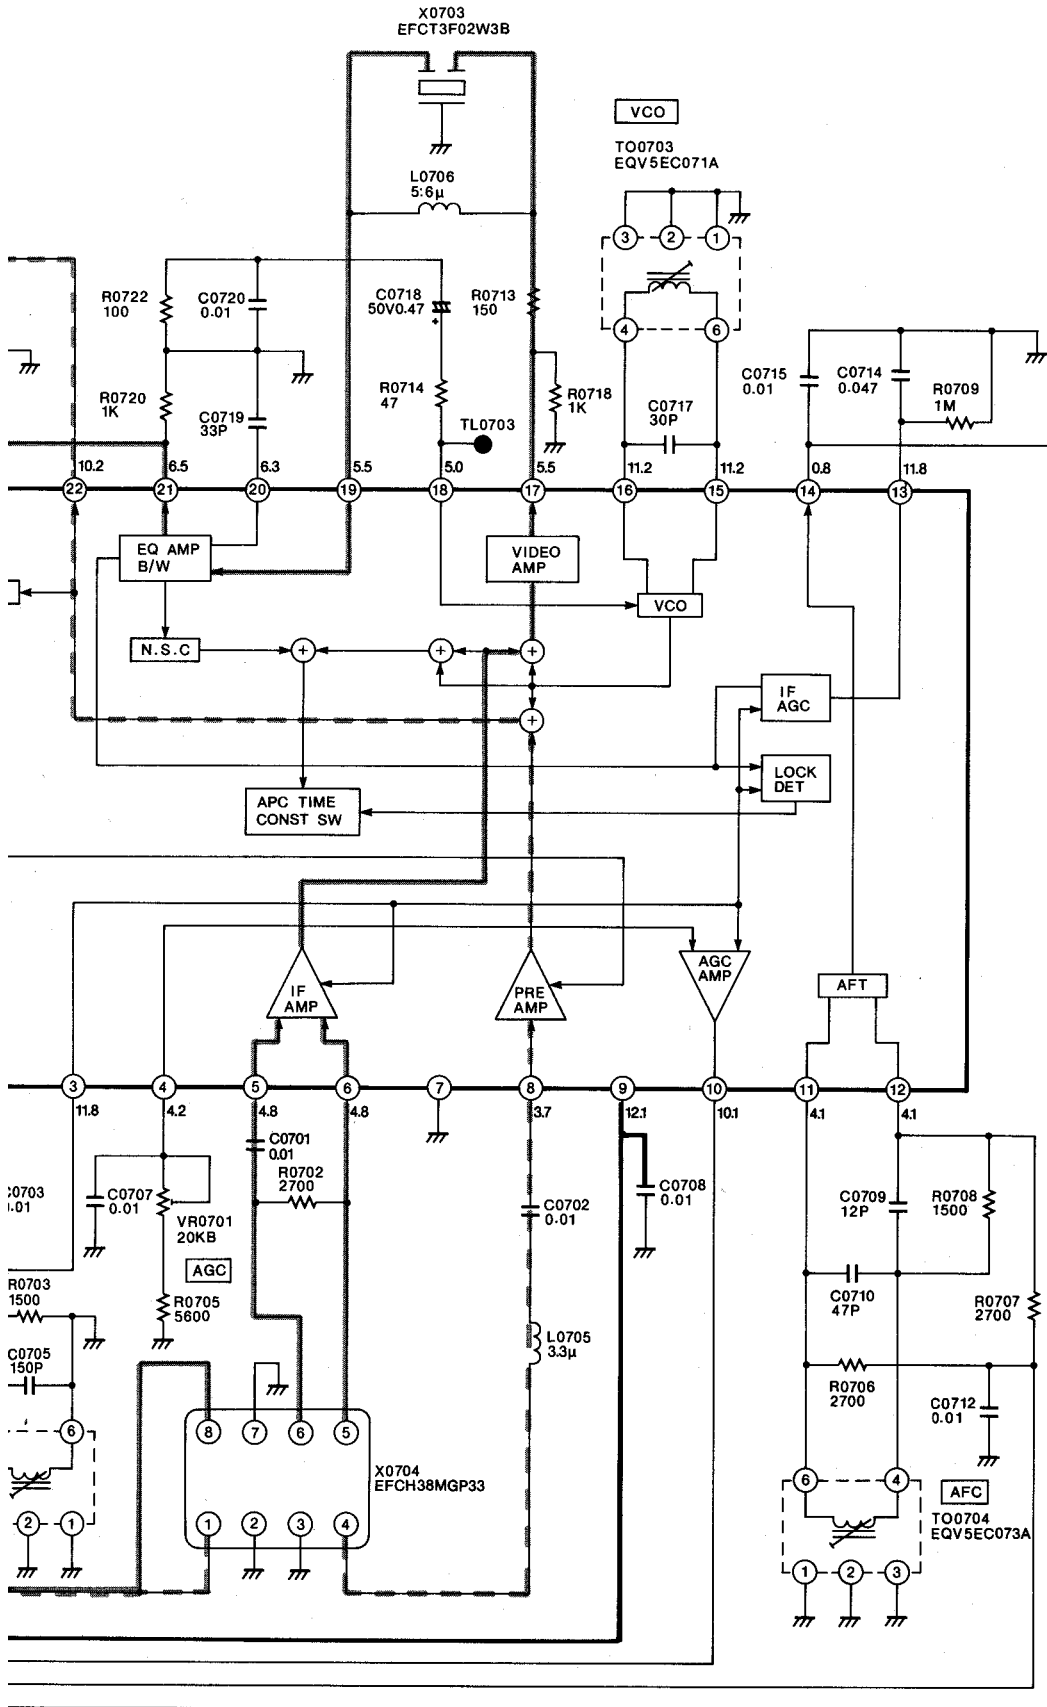 X0703
EFCT3F02W3B
VCO
TO0703
EQV5EC071A
L0706
5:6μ
3 2 1
R0722
100
C0720
0.01
C0718
50V0.47
+
R0713
150
4 6
R0720
1K
C0719
33P
R0714
47
R0718
1K
C0717
30P
C0715
0.01
C0714
0.047
R0709
1M
TL0703
10.2 6.5 6.3 5.5 5.0 5.5 11.2 11.2 0.8 11.8
22 21 20 19 18 17 16 15 14 13
EQ AMP
B/W
VIDEO
AMP
VCO
N.S.C
+ + +
IF
AGC
+
LOCK
DET
APC TIME
CONST SW
IF
AMP
PRE
AMP
AGC
AMP
AFT
3 4 5 6 7 8 9 10 11 12
11.8 4.2 4.8 4.8 3.7 12.1 10.1 4.1 4.1
C0701
0.01
R0702
2700
C0703
.01
C0707
0.01
VR0701
20KB
C0702
0.01
C0708
0.01
C0709
12P
R0708
1500
AGC
R0703
1500
R0705
5600
C0710
47P
R0707
2700
C0705
150P
L0705
3.3μ
R0706
2700
C0712
0.01
6
8 7 6 5
X0704
EFCH38MGP33
6 4
AFC
TO0704
EQV5EC073A
2 1
1 2 3 4
1 2 3